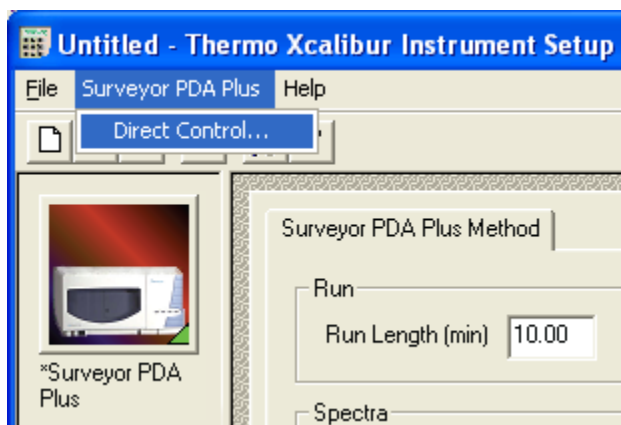 Untitled - Thermo Xcalibur Instrument Setup
File Surveyor PDA Plus Help
Direct Control...
Surveyor PDA Plus Method
Run
Run Length (min) 10.00
*Surveyor PDA
Plus
Spectra